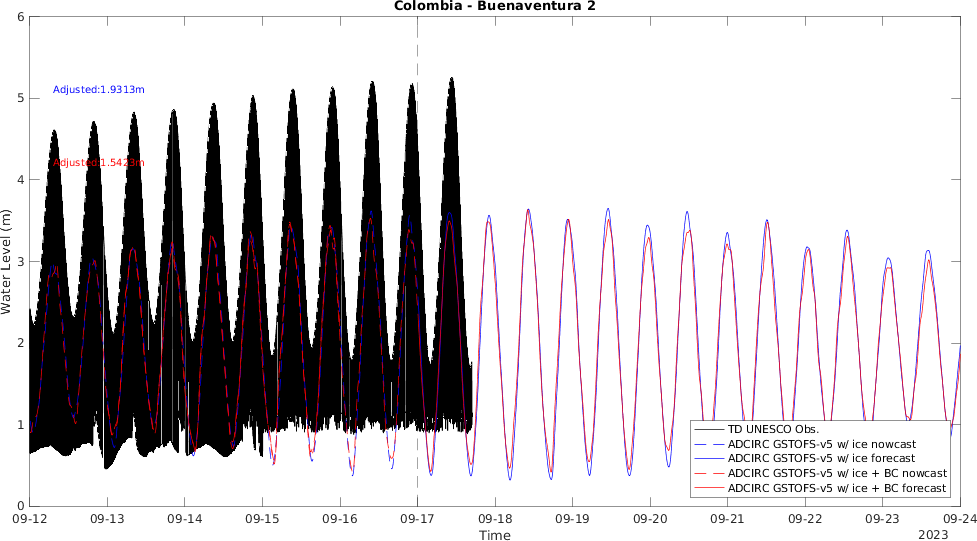 Colombia - Buenaventura 2
6
5
4
3
2
1
0
Water Level (m)
Adjusted:1.9313m
Adjusted:1.5423m
TD UNESCO Obs.
ADCIRC GSTOFS-v5 w/ ice nowcast
ADCIRC GSTOFS-v5 w/ ice forecast
ADCIRC GSTOFS-v5 w/ ice + BC nowcast
ADCIRC GSTOFS-v5 w/ ice + BC forecast
09-12 09-13 09-14 09-15 09-16 09-17 09-18 09-19 09-20 09-21 09-22 09-23 09-24
Time
2023